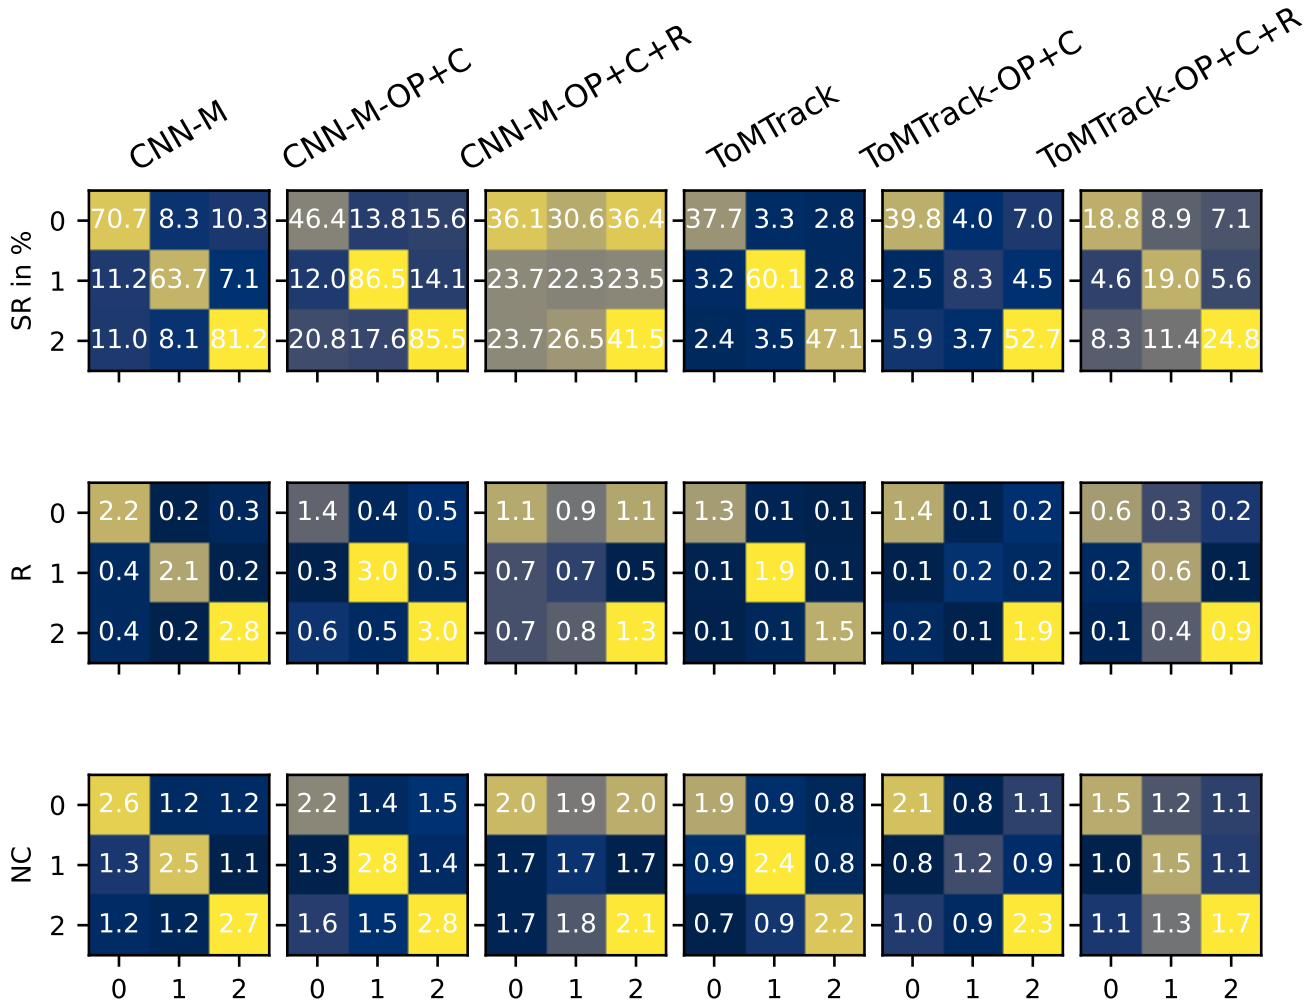 CNN-M CNN-M-OP+C CNN-M-OP+C+R ToMTrack ToMTrack-OP+C ToMTrack-OP+C+R
SR in %
0 70.7 8.3 10.3 46.4 13.8 15.6 36.1 30.6 36.4 37.7 3.3 2.8 39.8 4.0 7.0 18.8 8.9 7.1
1 11.2 63.7 7.1 12.0 86.5 14.1 23.7 22.3 23.5 3.2 60.1 2.8 2.5 8.3 4.5 4.6 19.0 5.6
2 11.0 8.1 81.2 20.8 17.6 85.5 23.7 26.5 41.5 2.4 3.5 47.1 5.9 3.7 52.7 8.3 11.4 24.8
R
0 2.2 0.2 0.3 1.4 0.4 0.5 1.1 0.9 1.1 1.3 0.1 0.1 1.4 0.1 0.2 0.6 0.3 0.2
1 0.4 2.1 0.2 0.3 3.0 0.5 0.7 0.7 0.5 0.1 1.9 0.1 0.1 0.2 0.2 0.2 0.6 0.1
2 0.4 0.2 2.8 0.6 0.5 3.0 0.7 0.8 1.3 0.1 0.1 1.5 0.2 0.1 1.9 0.1 0.4 0.9
NC
0 2.6 1.2 1.2 2.2 1.4 1.5 2.0 1.9 2.0 1.9 0.9 0.8 2.1 0.8 1.1 1.5 1.2 1.1
1 1.3 2.5 1.1 1.3 2.8 1.4 1.7 1.7 1.7 0.9 2.4 0.8 0.8 1.2 0.9 1.0 1.5 1.1
2 1.2 1.2 2.7 1.6 1.5 2.8 1.7 1.8 2.1 0.7 0.9 2.2 1.0 0.9 2.3 1.1 1.3 1.7
0 1 2 0 1 2 0 1 2 0 1 2 0 1 2 0 1 2